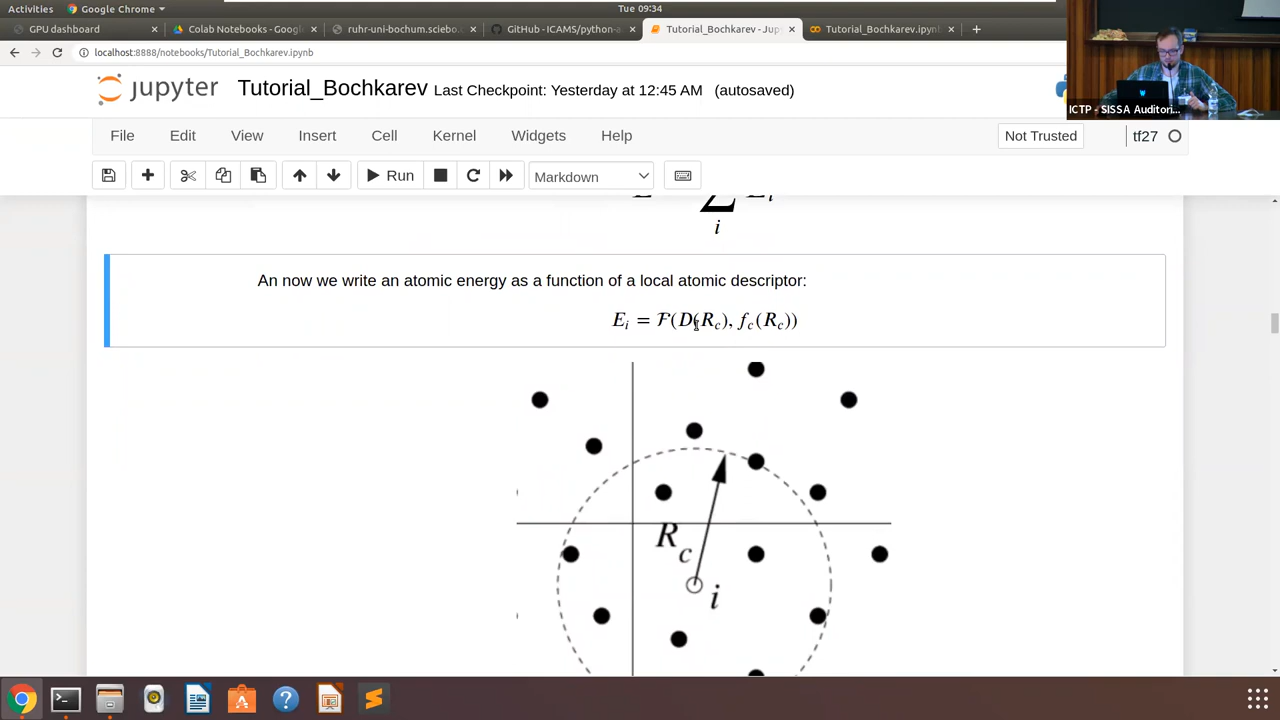 Activities
Google Chrome
Tue 09:34
GPU dashboard
Colab Notebooks - Google
ruhr-uni-bochum.sciebo
GitHub - ICAMS/python-a
Tutorial_Bochkarev - Jup
Tutorial_Bochkarev.ipynb
localhost:8888/notebooks/Tutorial_Bochkarev.ipynb
jupyter Tutorial_Bochkarev Last Checkpoint: Yesterday at 12:45 AM (autosaved)
ICTP - SISSA Auditori...
File Edit View Insert Cell Kernel Widgets Help
Not Trusted
tf27
Run
Markdown
∑
i
An now we write an atomic energy as a function of a local atomic descriptor:
E_i = F(D(R_c), f_c(R_c))
R_c
i